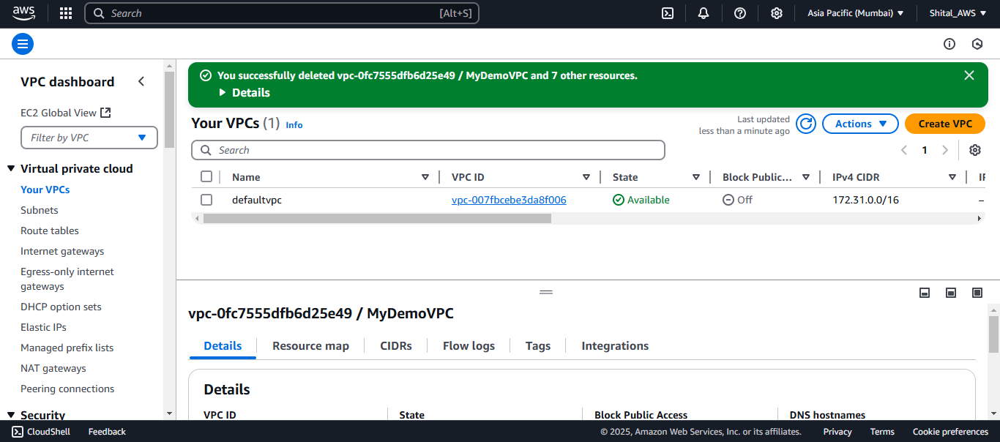 aws
Search [Alt+S]
Asia Pacific (Mumbai) Shital_AWS
VPC dashboard
EC2 Global View
Filter by VPC
Virtual private cloud
Your VPCs
Subnets
Route tables
Internet gateways
Egress-only internet
gateways
DHCP option sets
Elastic IPs
Managed prefix lists
NAT gateways
Peering connections
Security
You successfully deleted vpc-0fc7555dfb6d25e49 / MyDemoVPC and 7 other resources.
Details
Your VPCs (1) Info
Last updated
less than a minute ago
Actions
Create VPC
Search
1
Name VPC ID State Block Public... IPv4 CIDR
defaultvpc vpc-007fbcebe3da8f006 Available Off 172.31.0.0/16 –
vpc-0fc7555dfb6d25e49 / MyDemoVPC
Details Resource map CIDRs Flow logs Tags Integrations
Details
VPC ID State Block Public Access DNS hostnames
CloudShell Feedback © 2025, Amazon Web Services, Inc. or its affiliates. Privacy Terms Cookie preferences